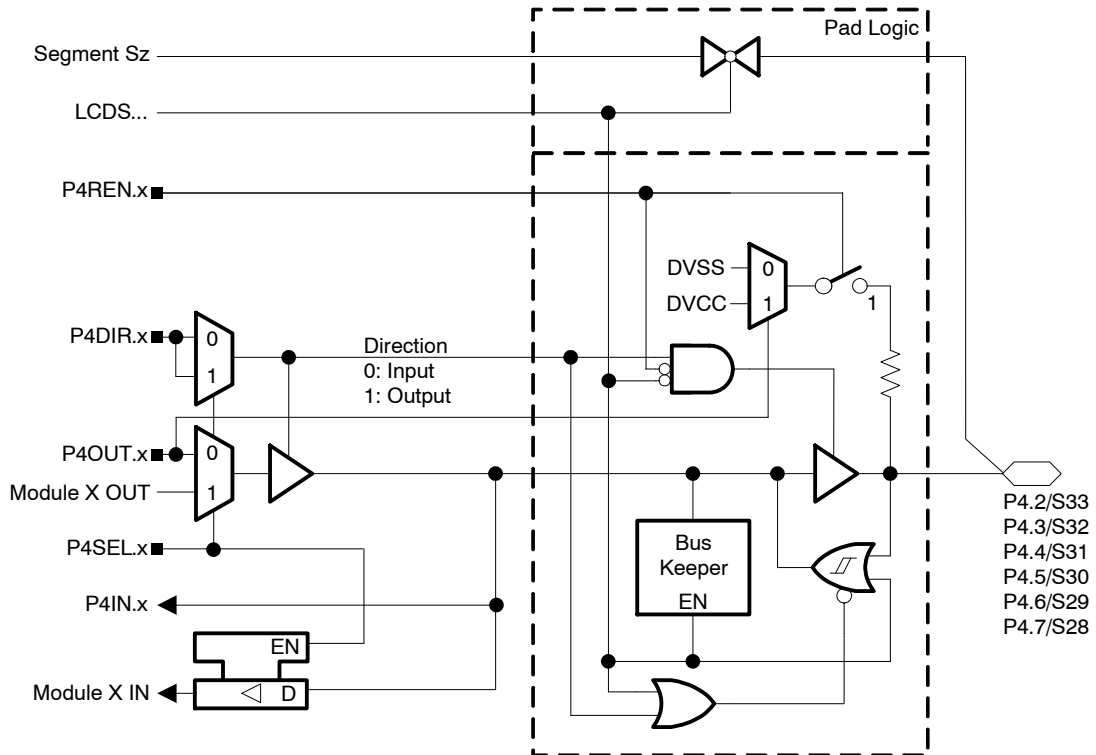 Pad Logic
Segment Sz
LCDS...
P4REN.x
DVSS
0
DVCC
1
1
P4DIR.x
0
1
Direction
0: Input
1: Output
P4OUT.x
0
Module X OUT
1
P4SEL.x
Bus
Keeper
EN
P4IN.x
EN
Module X IN
D
P4.2/S33
P4.3/S32
P4.4/S31
P4.5/S30
P4.6/S29
P4.7/S28